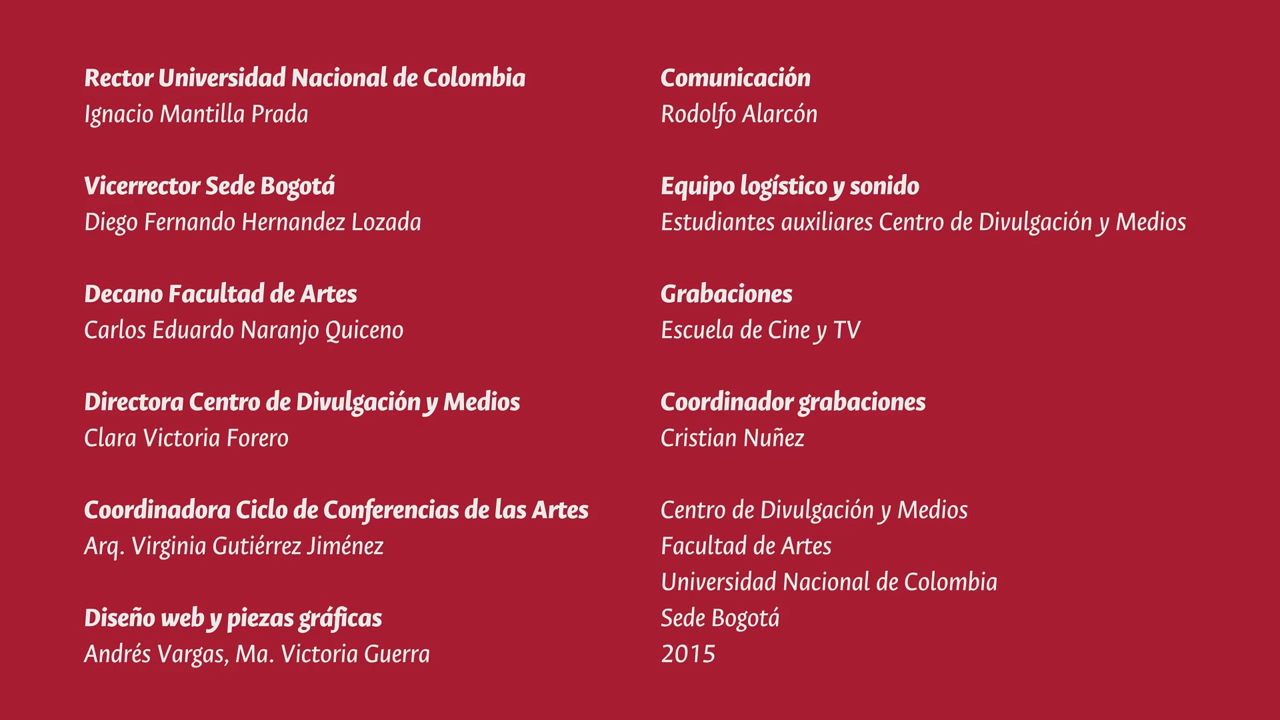 Rector Universidad Nacional de Colombia
Ignacio Mantilla Prada
Vicerrector Sede Bogotá
Diego Fernando Hernandez Lozada
Decano Facultad de Artes
Carlos Eduardo Naranjo Quiceno
Directora Centro de Divulgación y Medios
Clara Victoria Forero
Coordinadora Ciclo de Conferencias de las Artes
Arq. Virginia Gutiérrez Jiménez
Diseño web y piezas gráficas
Andrés Vargas, Ma. Victoria Guerra
Comunicación
Rodolfo Alarcón
Equipo logístico y sonido
Estudiantes auxiliares Centro de Divulgación y Medios
Grabaciones
Escuela de Cine y TV
Coordinador grabaciones
Cristian Nuñez
Centro de Divulgación y Medios
Facultad de Artes
Universidad Nacional de Colombia
Sede Bogotá
2015